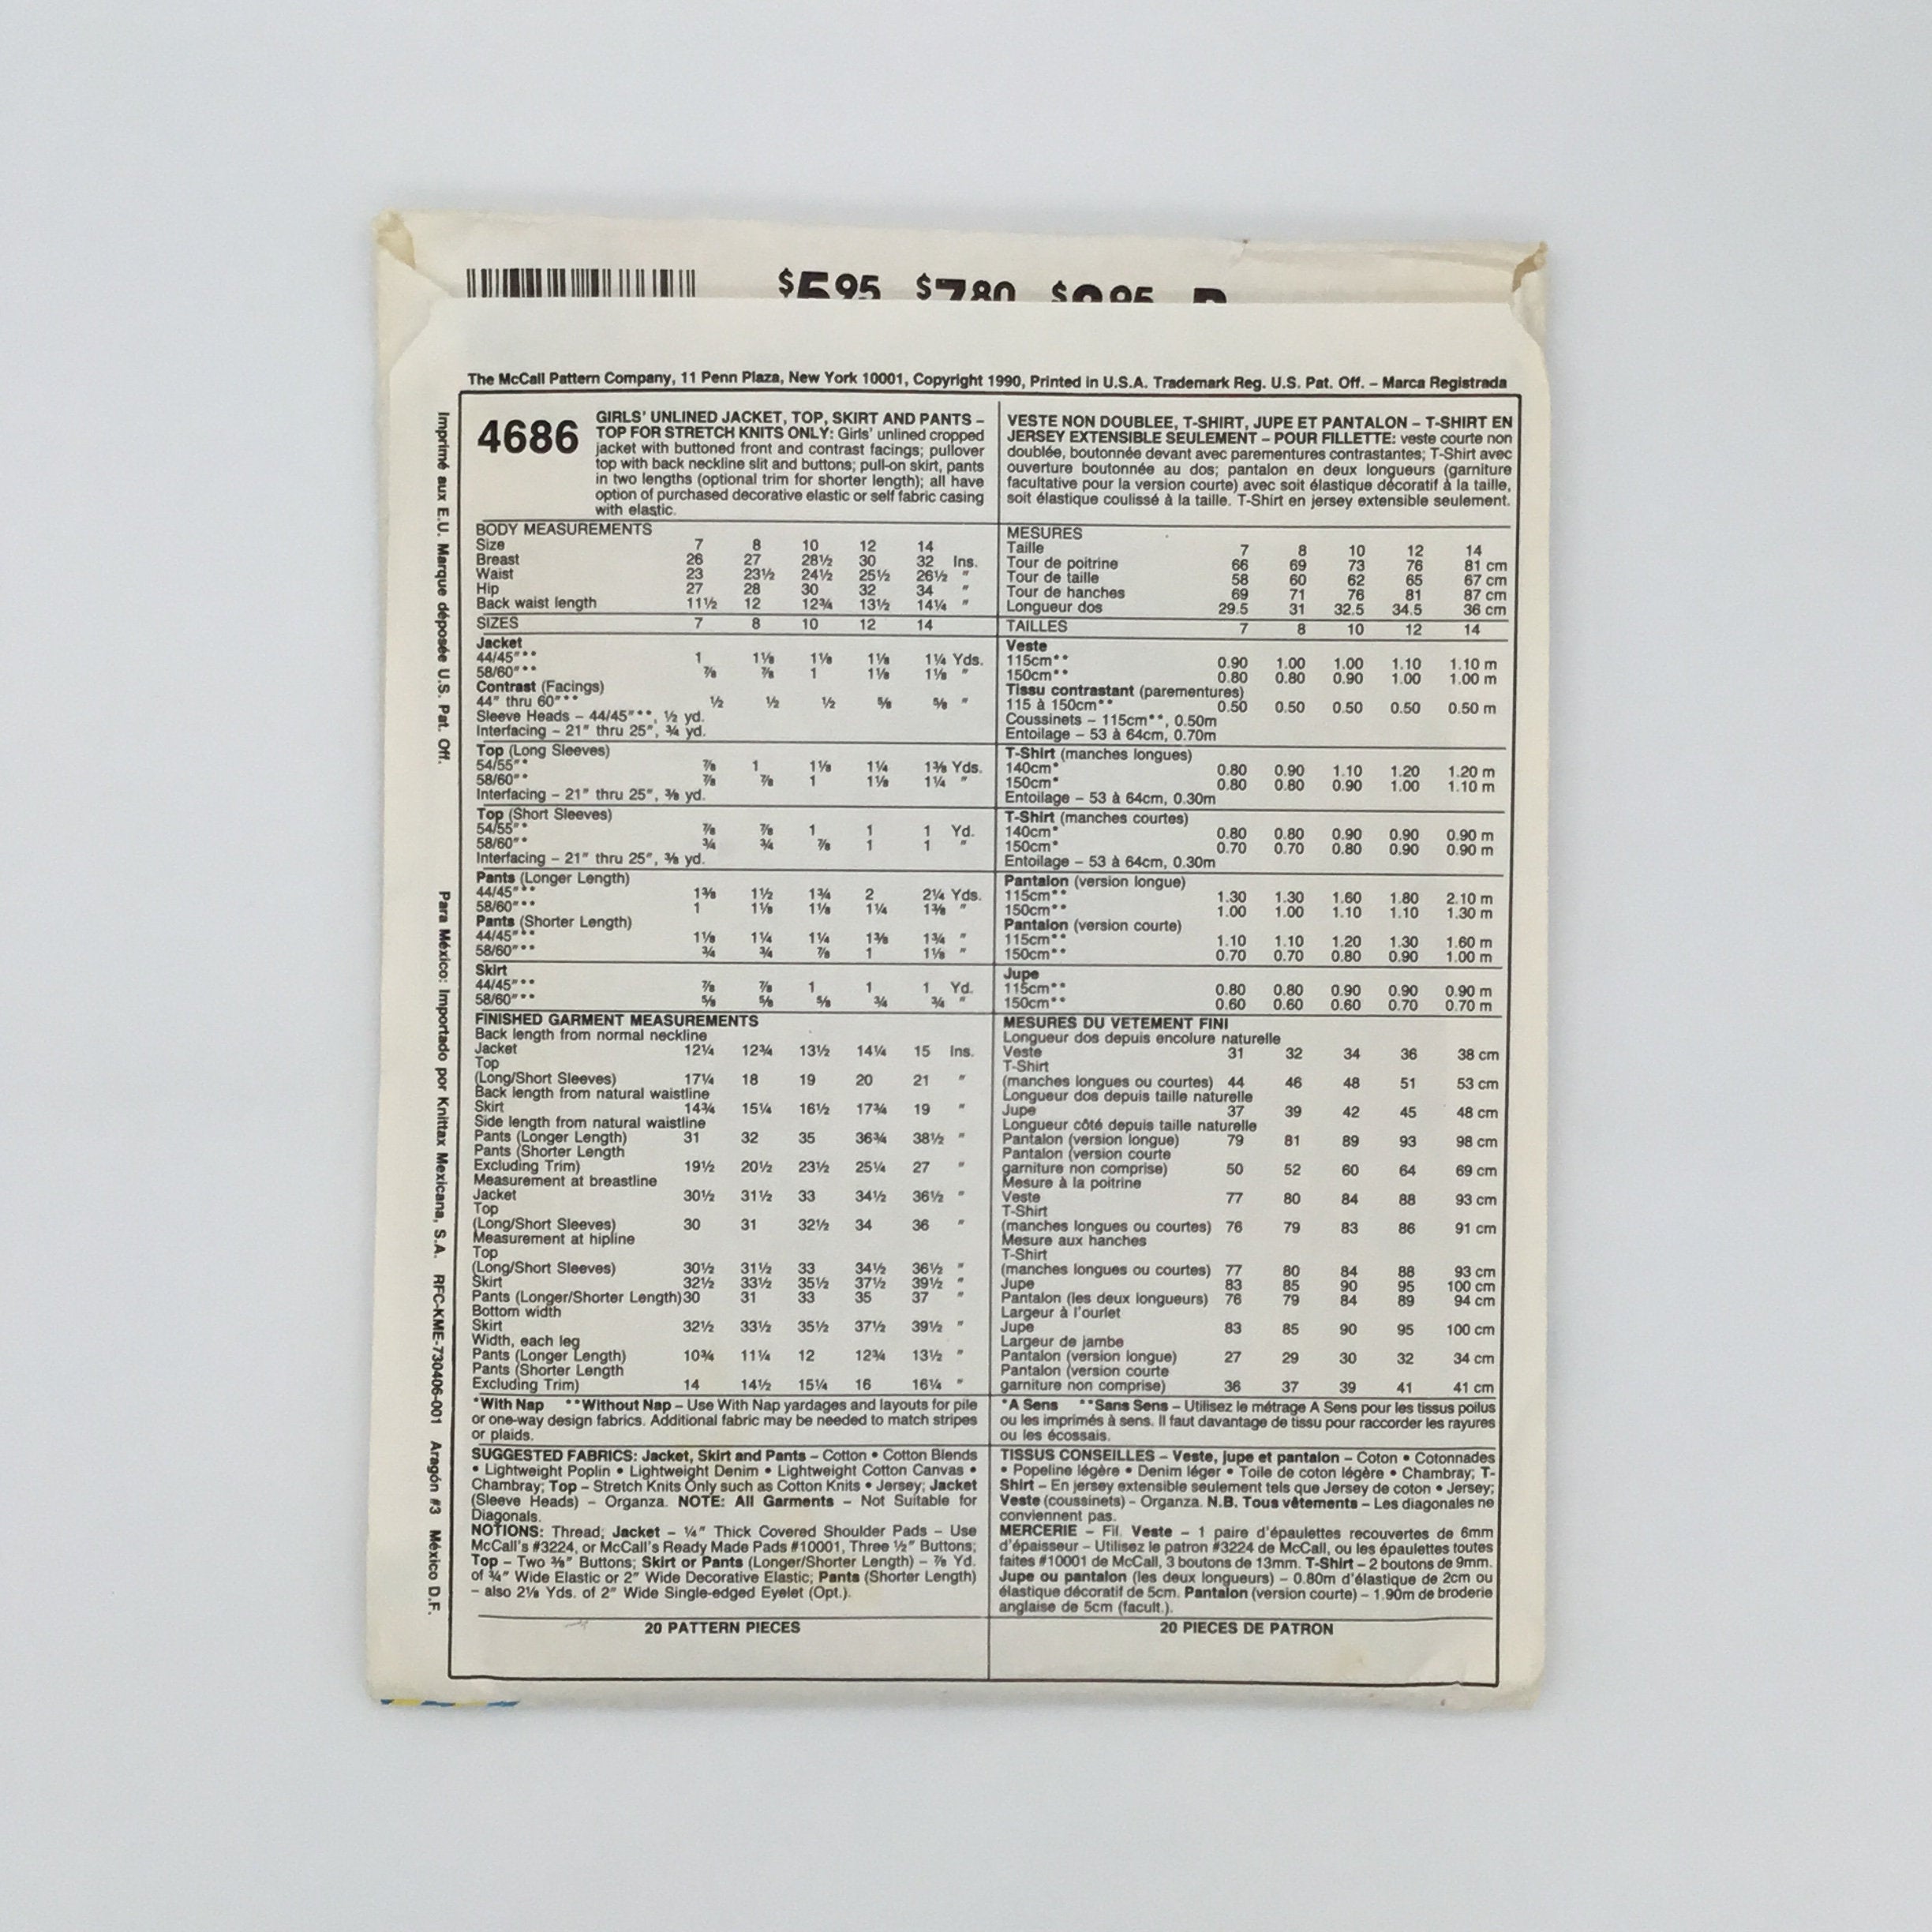 $5.95 $7.80
The McCall Pattern Company, 11 Penn Plaza, New York 10001, Copyright 1990, Printed in U.S.A. Trademark Reg. U.S. Pat. Off. – Marca Registrada
4686
GIRLS' UNLINED JACKET, TOP, SKIRT AND PANTS –
TOP FOR STRETCH KNITS ONLY: Girls' unlined cropped
jacket with buttoned front and contrast facings; pullover
top with back neckline slit and buttons; pull-on skirt, pants
in two lengths (optional trim for shorter length); all have
option of purchased decorative elastic or self fabric casing
with elastic.
BODY MEASUREMENTS
Size 7 8 10 12 14
Breast 26 27 28½ 30 32 Ins.
Waist 23 23½ 24½ 25½ 26½ "
Hip 27 28 30 32 34 "
Back waist length 11½ 12 12¾ 13½ 14¼ "
SIZES 7 8 10 12 14
Jacket
44/45"** 1 1⅛ 1⅛ 1⅛ 1¼ Yds.
58/60"** ⅞ ⅞ 1 1⅛ 1⅛ "
Contrast (Facings)
44" thru 60"** ½ ½ ½ ⅝ ⅝ "
Sleeve Heads – 44/45"**, ½ yd.
Interfacing – 21" thru 25", ¾ yd.
Top (Long Sleeves)
54/55"* ⅞ 1 1⅛ 1¼ 1⅜ Yds.
58/60"* ⅞ ⅞ 1 1⅛ 1¼ "
Interfacing – 21" thru 25", ⅜ yd.
Top (Short Sleeves)
54/55"* ⅞ ⅞ 1 1 1 Yd.
58/60"* ¾ ¾ ⅞ 1 1 "
Interfacing – 21" thru 25", ⅜ yd.
Pants (Longer Length)
44/45"** 1⅜ 1½ 1¾ 2 2¼ Yds.
58/60"** 1 1⅛ 1⅛ 1¼ 1⅜ "
Pants (Shorter Length)
44/45"** 1⅛ 1¼ 1¼ 1⅜ 1¾ "
58/60"** ¾ ¾ ⅞ 1 1⅛ "
Skirt
44/45"** ⅞ ⅞ 1 1 1 Yd.
58/60"** ⅝ ⅝ ⅝ ¾ ¾ "
FINISHED GARMENT MEASUREMENTS
Back length from normal neckline
Jacket 12¼ 12¾ 13½ 14¼ 15 Ins.
Top
(Long/Short Sleeves) 17¼ 18 19 20 21 "
Back length from natural waistline
Skirt 14¾ 15¼ 16½ 17¾ 19 "
Side length from natural waistline
Pants (Longer Length) 31 32 35 36¾ 38½ "
Pants (Shorter Length
Excluding Trim) 19½ 20½ 23½ 25¼ 27 "
Measurement at breastline
Jacket 30½ 31½ 33 34½ 36½ "
Top
(Long/Short Sleeves) 30 31 32½ 34 36 "
Measurement at hipline
Top
(Long/Short Sleeves) 30½ 31½ 33 34½ 36½ "
Skirt 32½ 33½ 35½ 37½ 39½ "
Pants (Longer/Shorter Length) 30 31 33 35 37 "
Bottom width
Skirt 32½ 33½ 35½ 37½ 39½ "
Width, each leg
Pants (Longer Length) 10¾ 11¼ 12 12¾ 13½ "
Pants (Shorter Length
Excluding Trim) 14 14½ 15¼ 16 16¼ "
*With Nap **Without Nap – Use With Nap yardages and layouts for pile
or one-way design fabrics. Additional fabric may be needed to match stripes
or plaids.
SUGGESTED FABRICS: Jacket, Skirt and Pants – Cotton • Cotton Blends
• Lightweight Poplin • Lightweight Denim • Lightweight Cotton Canvas •
Chambray; Top – Stretch Knits Only such as Cotton Knits • Jersey; Jacket
(Sleeve Heads) – Organza. NOTE: All Garments – Not Suitable for
Diagonals.
NOTIONS: Thread; Jacket – ¼" Thick Covered Shoulder Pads – Use
McCall's #3224, or McCall's Ready Made Pads #10001, Three ½" Buttons;
Top – Two ⅜" Buttons; Skirt or Pants (Longer/Shorter Length) – ⅞ Yd.
of ¾" Wide Elastic or 2" Wide Decorative Elastic; Pants (Shorter Length)
– also 2⅛ Yds. of 2" Wide Single-edged Eyelet (Opt.).
20 PATTERN PIECES
VESTE NON DOUBLEE, T-SHIRT, JUPE ET PANTALON – T-SHIRT EN
JERSEY EXTENSIBLE SEULEMENT – POUR FILLETTE: veste courte non
doublée, boutonnée devant avec parementures contrastantes; T-Shirt avec
ouverture boutonnée au dos; pantalon en deux longueurs (garniture
facultative pour la version courte) avec soit élastique décoratif à la taille,
soit élastique coulissé à la taille. T-Shirt en jersey extensible seulement.
MESURES
Taille 7 8 10 12 14
Tour de poitrine 66 69 73 76 81 cm
Tour de taille 58 60 62 65 67 cm
Tour de hanches 69 71 76 81 87 cm
Longueur dos 29.5 31 32.5 34.5 36 cm
TAILLES 7 8 10 12 14
Veste
115cm** 0.90 1.00 1.00 1.10 1.10 m
150cm** 0.80 0.80 0.90 1.00 1.00 m
Tissu contrastant (parementures)
115 à 150cm** 0.50 0.50 0.50 0.50 0.50 m
Coussinets – 115cm**, 0.50m
Entoilage – 53 à 64cm, 0.70m
T-Shirt (manches longues)
140cm* 0.80 0.90 1.10 1.20 1.20 m
150cm* 0.80 0.80 0.90 1.00 1.10 m
Entoilage – 53 à 64cm, 0.30m
T-Shirt (manches courtes)
140cm* 0.80 0.80 0.90 0.90 0.90 m
150cm* 0.70 0.70 0.80 0.90 0.90 m
Entoilage – 53 à 64cm, 0.30m
Pantalon (version longue)
115cm** 1.30 1.30 1.60 1.80 2.10 m
150cm** 1.00 1.00 1.10 1.10 1.30 m
Pantalon (version courte)
115cm** 1.10 1.10 1.20 1.30 1.60 m
150cm** 0.70 0.70 0.80 0.90 1.00 m
Jupe
115cm** 0.80 0.80 0.90 0.90 0.90 m
150cm** 0.60 0.60 0.60 0.70 0.70 m
MESURES DU VETEMENT FINI
Longueur dos depuis encolure naturelle
Veste 31 32 34 36 38 cm
T-Shirt
(manches longues ou courtes) 44 46 48 51 53 cm
Longueur dos depuis taille naturelle
Jupe 37 39 42 45 48 cm
Longueur côté depuis taille naturelle
Pantalon (version longue) 79 81 89 93 98 cm
Pantalon (version courte
garniture non comprise) 50 52 60 64 69 cm
Mesure à la poitrine
Veste 77 80 84 88 93 cm
T-Shirt
(manches longues ou courtes) 76 79 83 86 91 cm
Mesure aux hanches
T-Shirt
(manches longues ou courtes) 77 80 84 88 93 cm
Jupe 83 85 90 95 100 cm
Pantalon (les deux longueurs) 76 79 84 89 94 cm
Largeur à l'ourlet
Jupe 83 85 90 95 100 cm
Largeur de jambe
Pantalon (version longue) 27 29 30 32 34 cm
Pantalon (version courte
garniture non comprise) 36 37 39 41 41 cm
*A Sens **Sans Sens – Utilisez le métrage A Sens pour les tissus poilus
ou les imprimés à sens. Il faut davantage de tissu pour raccorder les rayures
ou les écossais.
TISSUS CONSEILLES – Veste, jupe et pantalon – Coton • Cotonnades
• Popeline légère • Denim léger • Toile de coton légère • Chambray; T-
Shirt – En jersey extensible seulement tels que Jersey de coton • Jersey;
Veste (coussinets) – Organza. N.B. Tous vêtements – Les diagonales ne
conviennent pas.
MERCERIE – Fil. Veste – 1 paire d'épaulettes recouvertes de 6mm
d'épaisseur – Utilisez le patron #3224 de McCall, ou les épaulettes toutes
faites #10001 de McCall, 3 boutons de 13mm. T-Shirt – 2 boutons de 9mm.
Jupe ou pantalon (les deux longueurs) – 0.80m d'élastique de 2cm ou
élastique décoratif de 5cm. Pantalon (version courte) – 1.90m de broderie
anglaise de 5cm (facult.).
20 PIECES DE PATRON
Imprimé aux E.U. Marque déposée U.S. Pat. Off.
Para México: Importado por Knittax Mexicana, S.A. RFC-KME-730406-001 Aragón #3 México D.F.